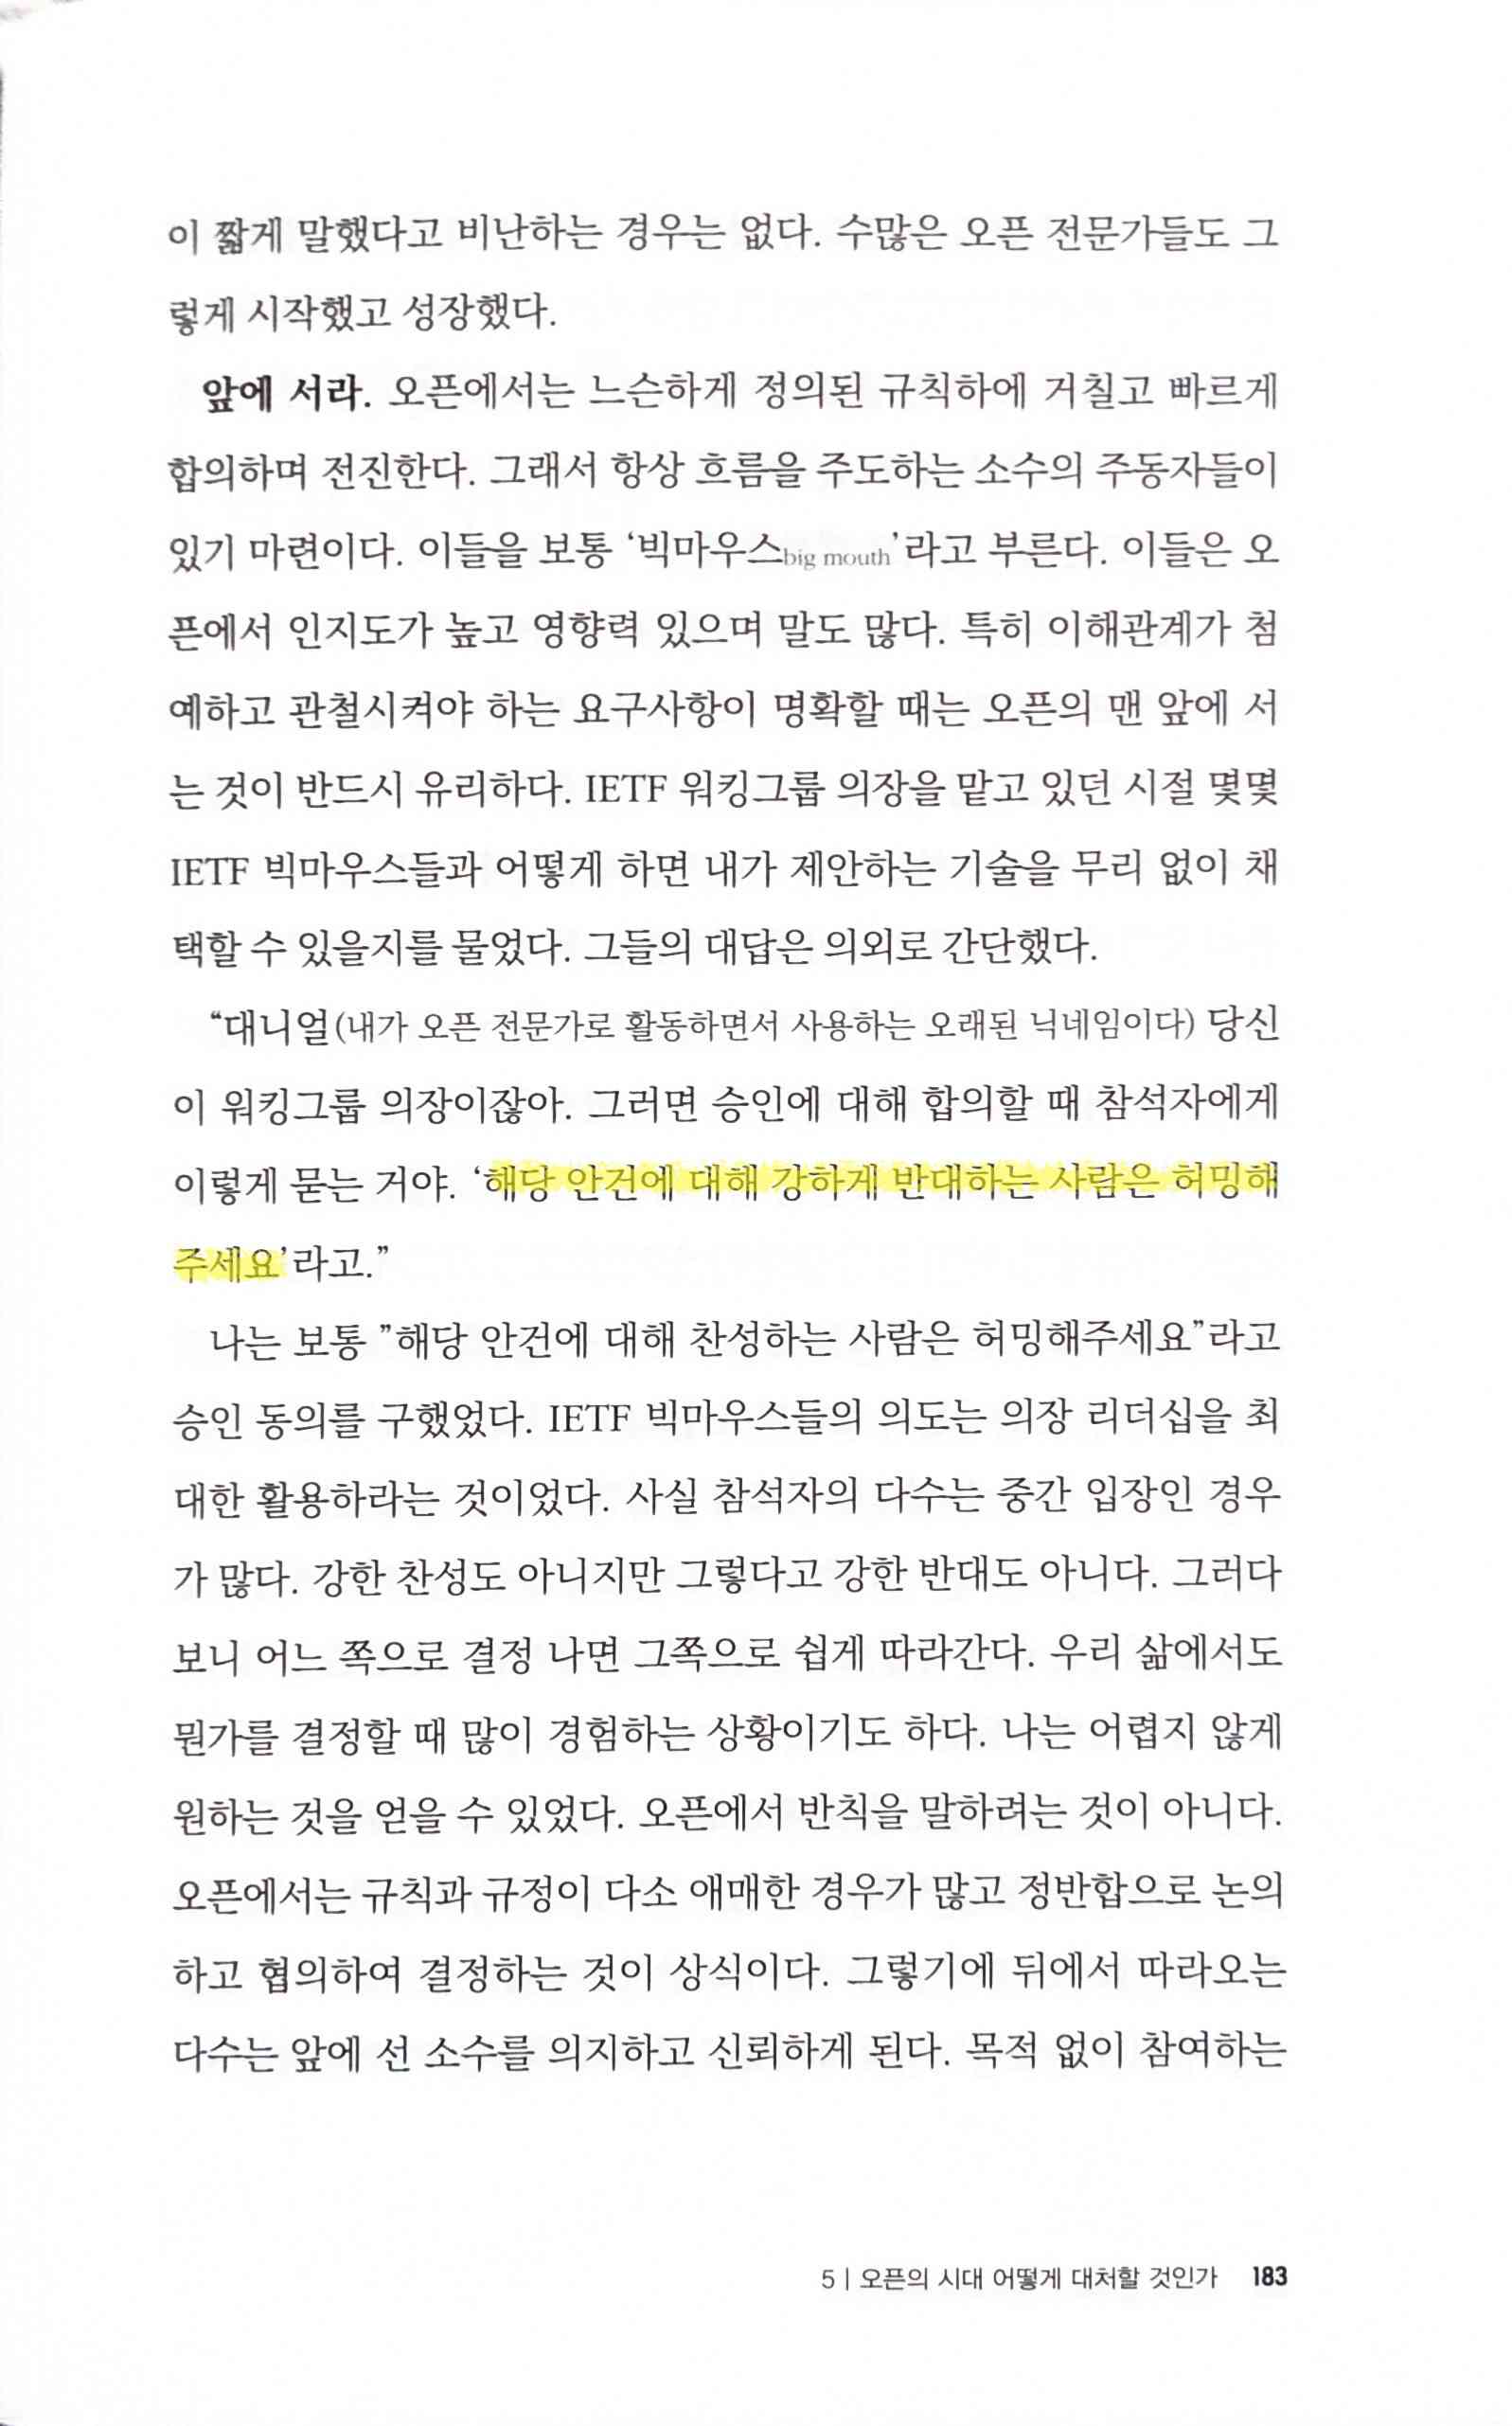 이 짧게 말했다고 비난하는 경우는 없다. 수많은 오픈 전문가들도 그
렇게 시작했고 성장했다.
앞에 서라. 오픈에서는 느슨하게 정의된 규칙하에 거칠고 빠르게
합의하며 전진한다. 그래서 항상 흐름을 주도하는 소수의 주동자들이
있기 마련이다. 이들을 보통 ‘빅마우스big mouth’라고 부른다. 이들은 오
픈에서 인지도가 높고 영향력 있으며 말도 많다. 특히 이해관계가 첨
예하고 관철시켜야 하는 요구사항이 명확할 때는 오픈의 맨 앞에 서
는 것이 반드시 유리하다. IETF 워킹그룹 의장을 맡고 있던 시절 몇몇
IETF 빅마우스들과 어떻게 하면 내가 제안하는 기술을 무리 없이 채
택할 수 있을지를 물었다. 그들의 대답은 의외로 간단했다.
“대니얼(내가 오픈 전문가로 활동하면서 사용하는 오래된 닉네임이다) 당신
이 워킹그룹 의장이잖아. 그러면 승인에 대해 합의할 때 참석자에게
이렇게 묻는 거야. ‘해당 안건에 대해 강하게 반대하는 사람은 허밍해
주세요’라고.”
나는 보통 ”해당 안건에 대해 찬성하는 사람은 허밍해주세요”라고
승인 동의를 구했었다. IETF 빅마우스들의 의도는 의장 리더십을 최
대한 활용하라는 것이었다. 사실 참석자의 다수는 중간 입장인 경우
가 많다. 강한 찬성도 아니지만 그렇다고 강한 반대도 아니다. 그러다
보니 어느 쪽으로 결정 나면 그쪽으로 쉽게 따라간다. 우리 삶에서도
뭔가를 결정할 때 많이 경험하는 상황이기도 하다. 나는 어렵지 않게
원하는 것을 얻을 수 있었다. 오픈에서 반칙을 말하려는 것이 아니다.
오픈에서는 규칙과 규정이 다소 애매한 경우가 많고 정반합으로 논의
하고 협의하여 결정하는 것이 상식이다. 그렇기에 뒤에서 따라오는
다수는 앞에 선 소수를 의지하고 신뢰하게 된다. 목적 없이 참여하는
5 | 오픈의 시대 어떻게 대처할 것인가 183